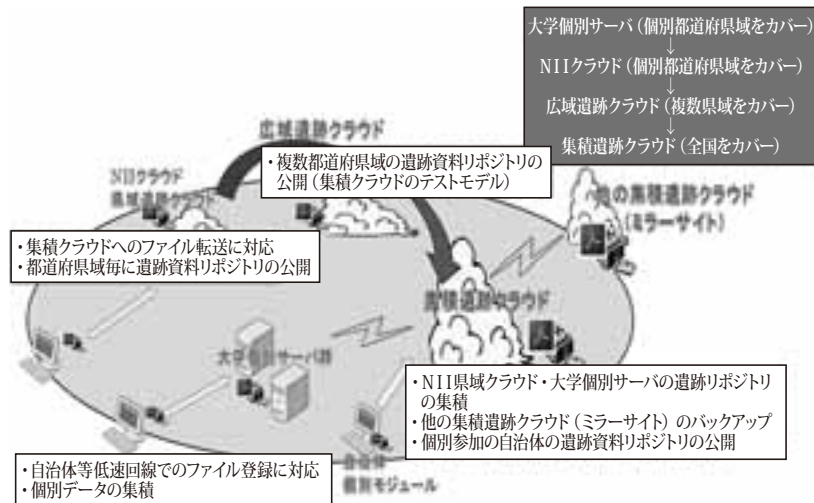 大学個別サーバ(個別都道府県域をカバー)
↓
NIIクラウド(個別都道府県域をカバー)
↓
広域遺跡クラウド(複数県域をカバー)
↓
集積遺跡クラウド(全国をカバー)
広域遺跡クラウド
・複数都道府県域の遺跡資料リポジトリの
公開(集積クラウドのテストモデル)
NIIクラウド
県域遺跡クラウド
他の集積遺跡クラウド
(ミラーサイト)
・集積クラウドへのファイル転送に対応
・都道府県域毎に遺跡資料リポジトリの公開
集積遺跡クラウド
大学個別サーバ群
・NII県域クラウド・大学個別サーバの遺跡リポジトリ
の集積
・他の集積遺跡クラウド(ミラーサイト)のバックアップ
・個別参加の自治体の遺跡資料リポジトリの公開
・自治体等低速回線でのファイル登録に対応
・個別データの集積
自治体
個別モジュール